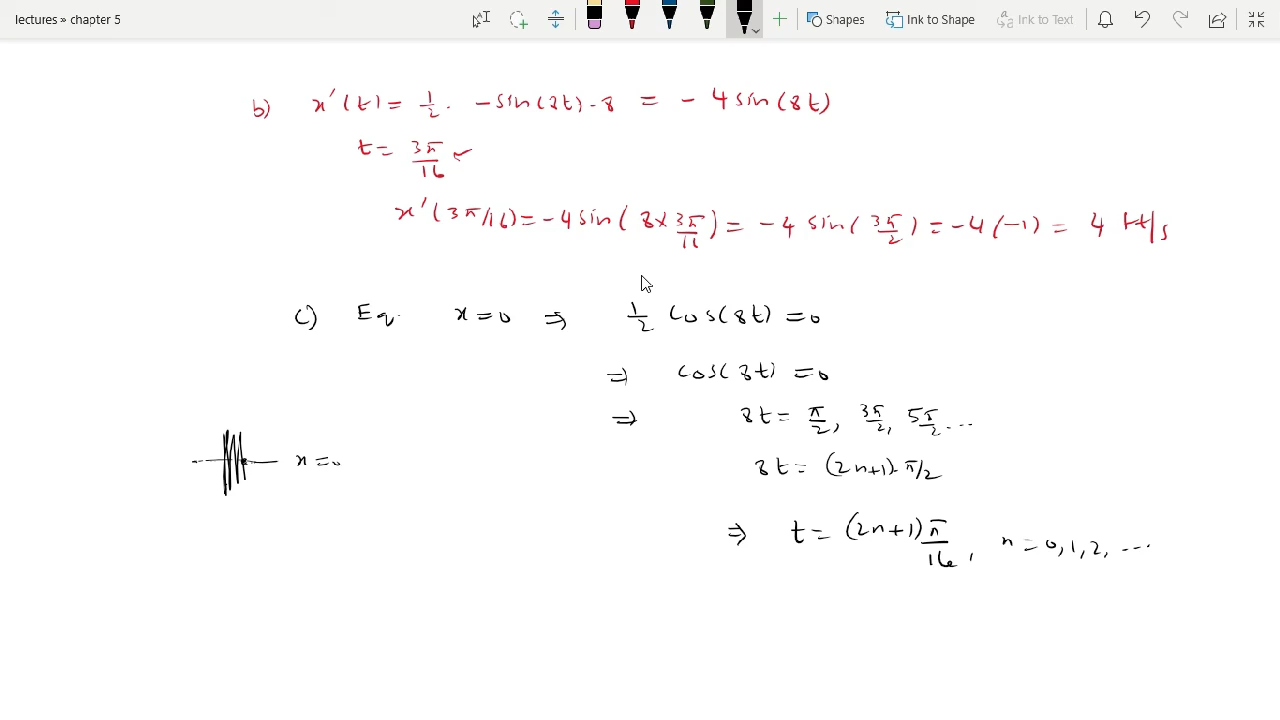 lectures » chapter 5
Shapes Ink to Shape Ink to Text
b) x'(t) = 1/2 · -sin(8t) · 8 = -4 sin(8t)
t = 3π/16 ✓
x'(3π/16) = -4 sin(8 × 3π/16) = -4 sin(3π/2) = -4(-1) = 4 ft/s
c) Eq. x = 0 ⇒ 1/2 cos(8t) = 0
⇒ cos(8t) = 0
⇒ 8t = π/2, 3π/2, 5π/2 ...
x = 0
8t = (2n+1)·π/2
⇒ t = (2n+1)π/16, n = 0, 1, 2, ...